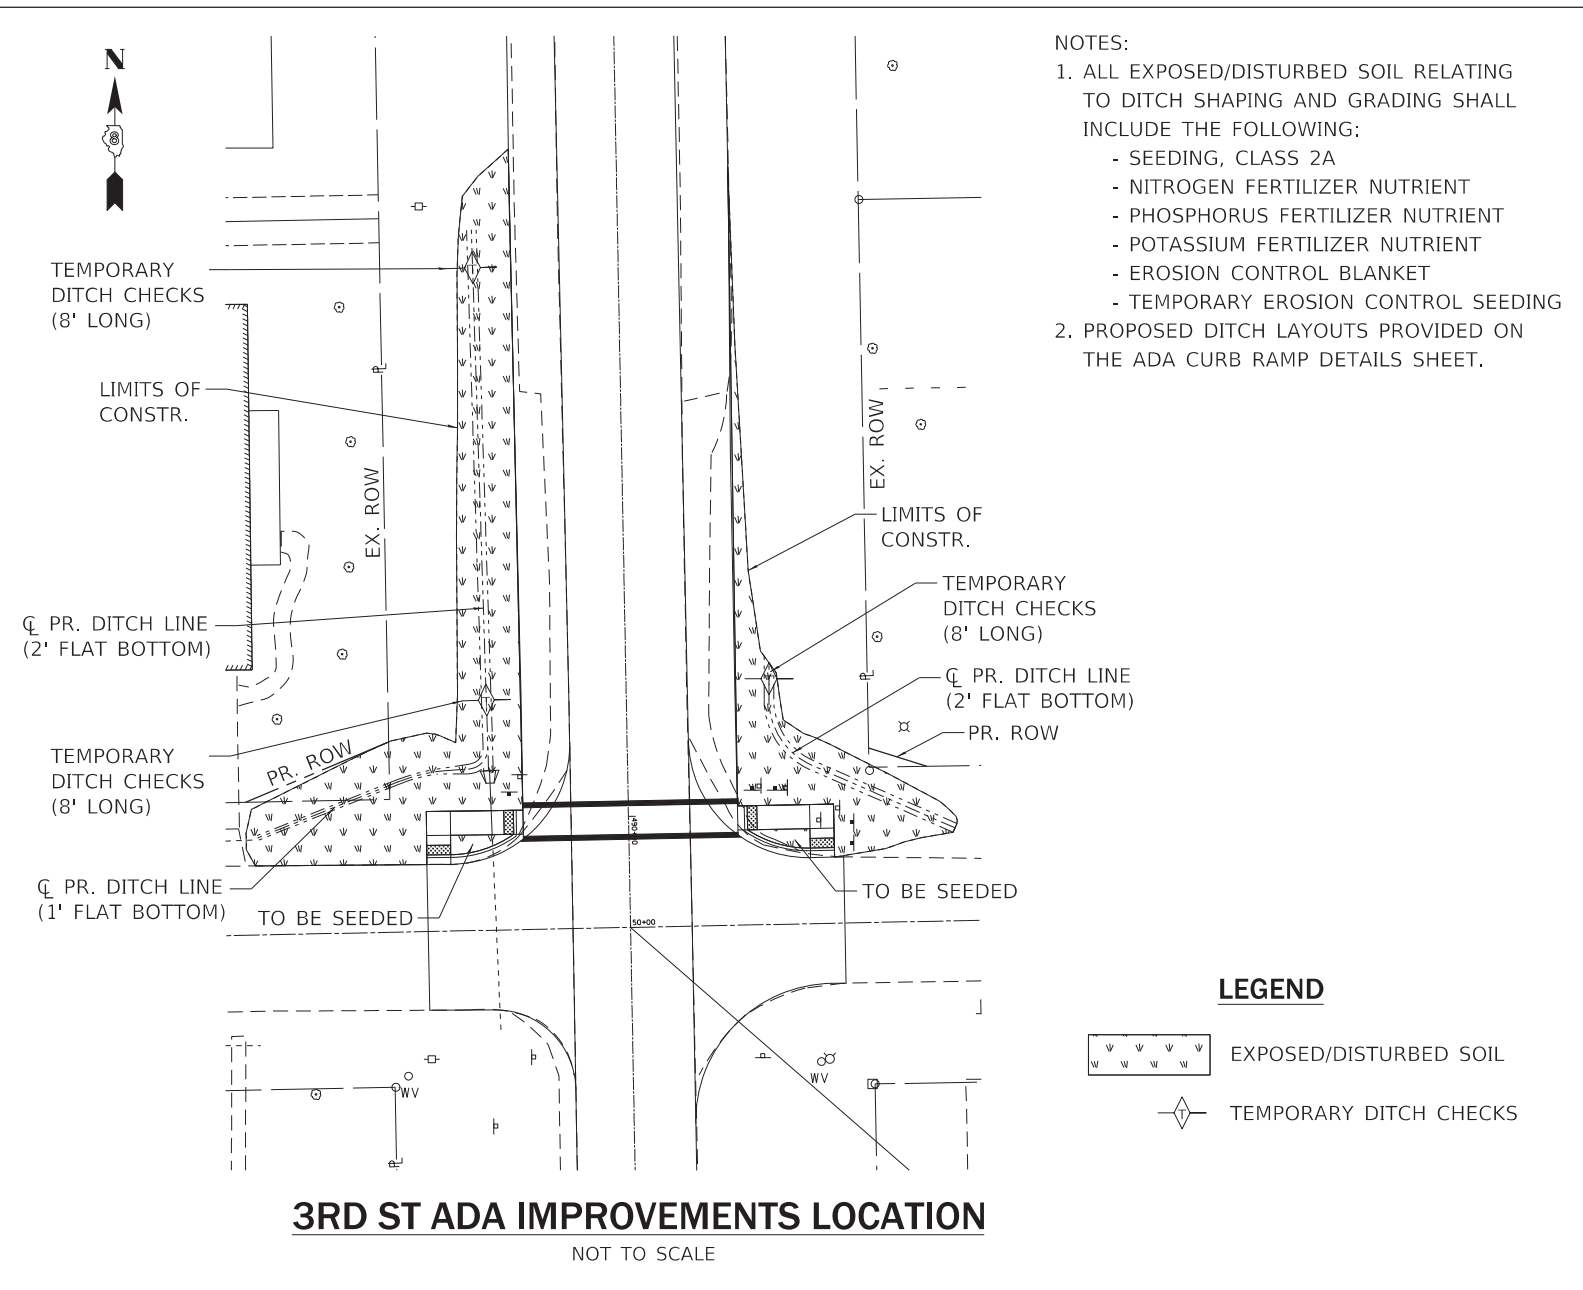 N
8
NOTES:
1. ALL EXPOSED/DISTURBED SOIL RELATING
TO DITCH SHAPING AND GRADING SHALL
INCLUDE THE FOLLOWING:
- SEEDING, CLASS 2A
- NITROGEN FERTILIZER NUTRIENT
- PHOSPHORUS FERTILIZER NUTRIENT
- POTASSIUM FERTILIZER NUTRIENT
- EROSION CONTROL BLANKET
- TEMPORARY EROSION CONTROL SEEDING
2. PROPOSED DITCH LAYOUTS PROVIDED ON
THE ADA CURB RAMP DETAILS SHEET.
TEMPORARY
DITCH CHECKS
(8' LONG)
T
LIMITS OF
CONSTR.
PL
EX. ROW
EX. ROW
LIMITS OF
CONSTR.
TEMPORARY
DITCH CHECKS
(8' LONG)
℄ PR. DITCH LINE
(2' FLAT BOTTOM)
T
PL
℄ PR. DITCH LINE
(2' FLAT BOTTOM)
T
PR. ROW
TEMPORARY
DITCH CHECKS
(8' LONG)
PR. ROW
℄ PR. DITCH LINE
(1' FLAT BOTTOM)
TO BE SEEDED
TO BE SEEDED
50+00
WV
WV
PL
LEGEND
EXPOSED/DISTURBED SOIL
T
TEMPORARY DITCH CHECKS
3RD ST ADA IMPROVEMENTS LOCATION
NOT TO SCALE